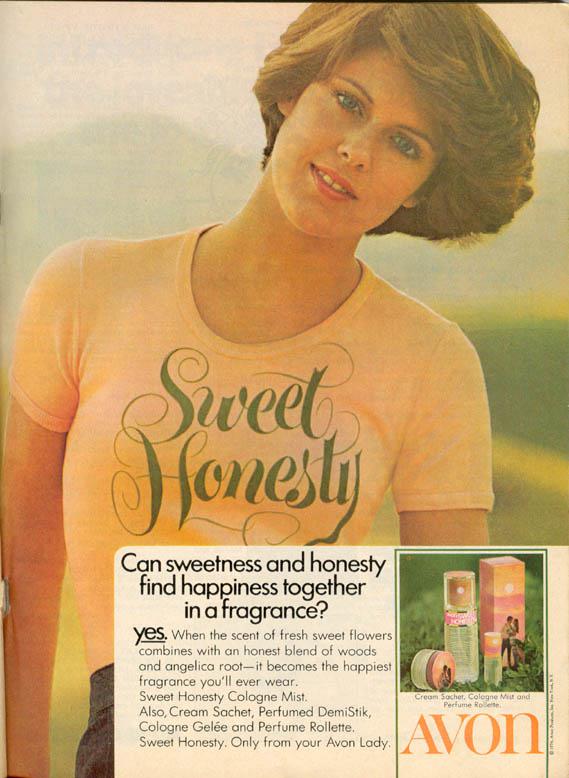 Sweet
Honesty
Can sweetness and honesty
find happiness together
in a fragrance?
yes. When the scent of fresh sweet flowers
combines with an honest blend of woods
and angelica root—it becomes the happiest
fragrance you'll ever wear.
Sweet Honesty Cologne Mist.
Also, Cream Sachet, Perfumed DemiStik,
Cologne Gelée and Perfume Rollette.
Sweet Honesty. Only from your Avon Lady.
HONESTY
Cream Sachet, Cologne Mist and
Perfume Rollette.
AVON